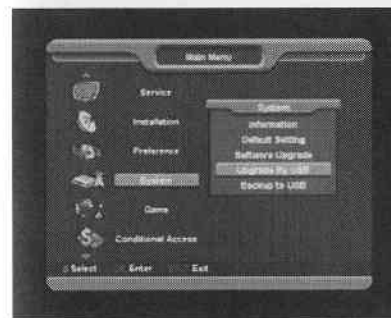 Main Menu
Service
Installation
Preference
System
Game
Conditional Access
System
Information
Default Setting
Software Upgrade
Upgrade By USB
Backup to USB
Select Enter Exit